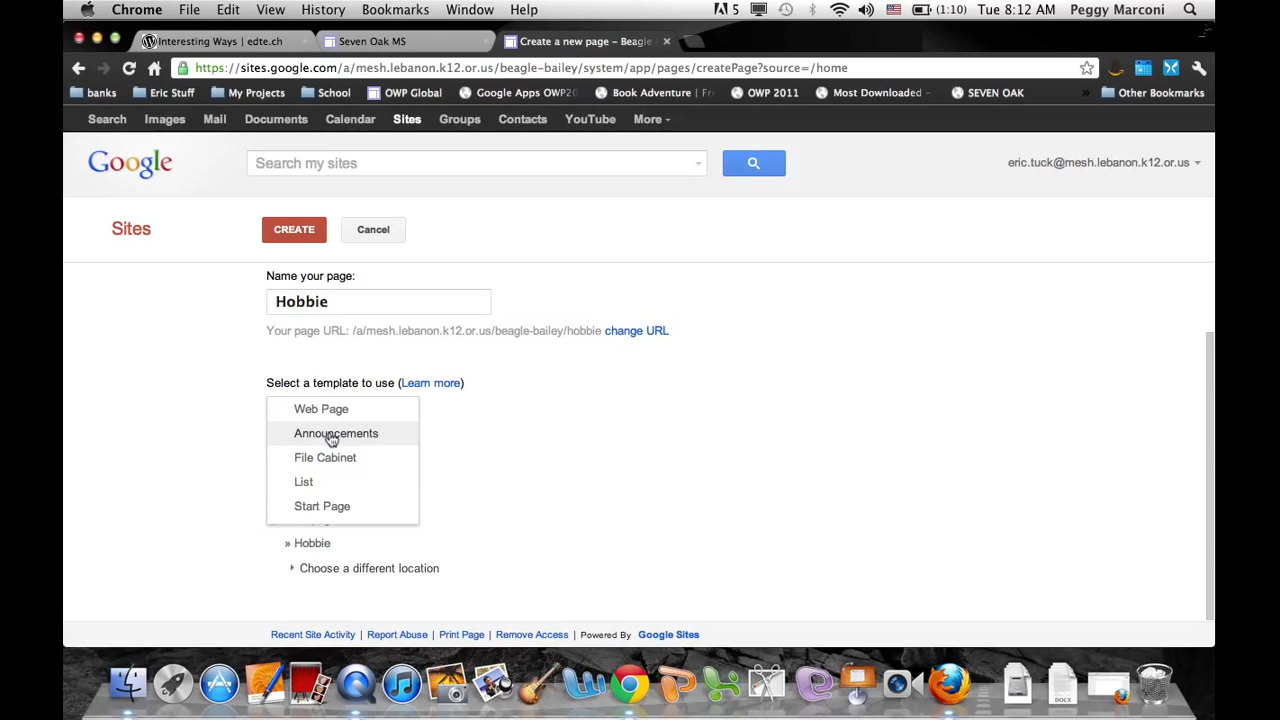 Chrome File Edit View History Bookmarks Window Help 5 (1:10) Tue 8:12 AM Peggy Marconi
Interesting Ways | edte.ch × Seven Oak MS × Create a new page – Beagle ×
https://sites.google.com/a/mesh.lebanon.k12.or.us/beagle-bailey/system/app/pages/createPage?source=/home
banks Eric Stuff My Projects School OWP Global Google Apps OWP20 Book Adventure | Fr OWP 2011 Most Downloaded – SEVEN OAK » Other Bookmarks
Search Images Mail Documents Calendar Sites Groups Contacts YouTube More
Google Search my sites eric.tuck@mesh.lebanon.k12.or.us
Sites CREATE Cancel
Name your page:
Hobbie
Your page URL: /a/mesh.lebanon.k12.or.us/beagle-bailey/hobbie change URL
Select a template to use (Learn more)
Web Page
Announcements
File Cabinet
List
Start Page
» Hobbie
Choose a different location
Recent Site Activity | Report Abuse | Print Page | Remove Access | Powered By Google Sites
DOCX